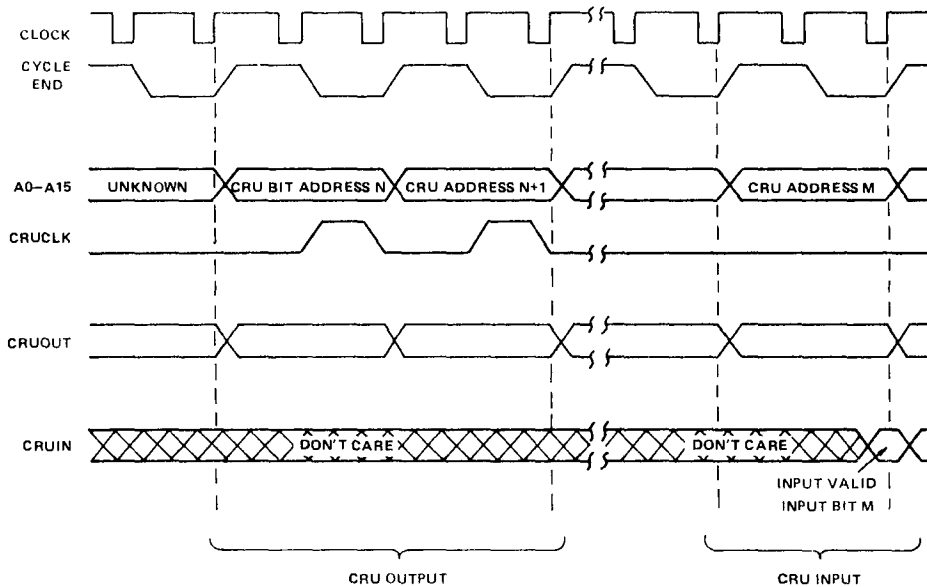 CLOCK
CYCLE
END
A0–A15
UNKNOWN
CRU BIT ADDRESS N
CRU ADDRESS N+1
CRU ADDRESS M
CRUCLK
CRUOUT
CRUIN
DON'T CARE
DON'T CARE
INPUT VALID
INPUT BIT M
CRU OUTPUT
CRU INPUT